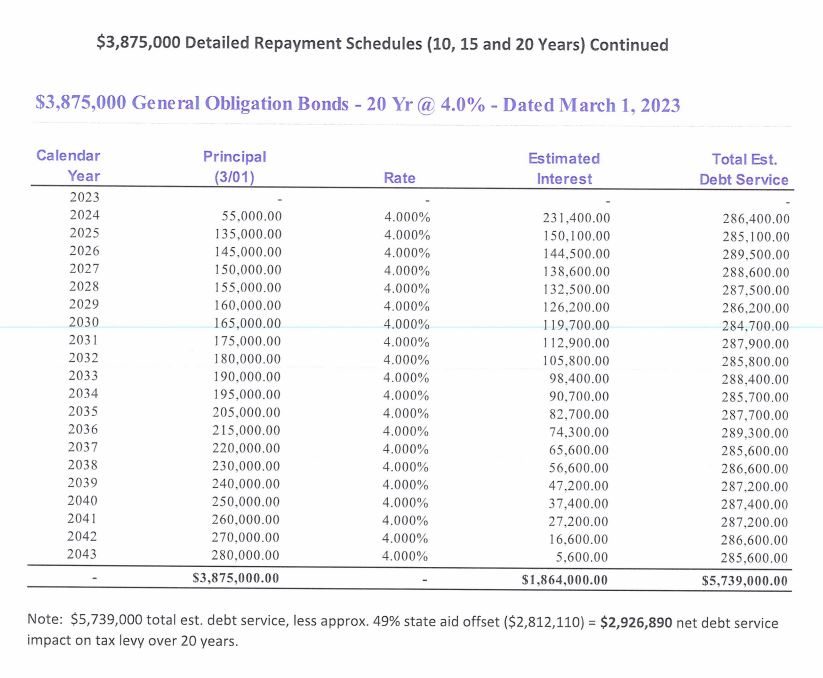 $3,875,000 Detailed Repayment Schedules (10, 15 and 20 Years) Continued
$3,875,000 General Obligation Bonds - 20 Yr @ 4.0% - Dated March 1, 2023
Calendar Principal Estimated Total Est.
Year (3/01) Rate Interest Debt Service
2023 - - - -
2024 55,000.00 4.000% 231,400.00 286,400.00
2025 135,000.00 4.000% 150,100.00 285,100.00
2026 145,000.00 4.000% 144,500.00 289,500.00
2027 150,000.00 4.000% 138,600.00 288,600.00
2028 155,000.00 4.000% 132,500.00 287,500.00
2029 160,000.00 4.000% 126,200.00 286,200.00
2030 165,000.00 4.000% 119,700.00 284,700.00
2031 175,000.00 4.000% 112,900.00 287,900.00
2032 180,000.00 4.000% 105,800.00 285,800.00
2033 190,000.00 4.000% 98,400.00 288,400.00
2034 195,000.00 4.000% 90,700.00 285,700.00
2035 205,000.00 4.000% 82,700.00 287,700.00
2036 215,000.00 4.000% 74,300.00 289,300.00
2037 220,000.00 4.000% 65,600.00 285,600.00
2038 230,000.00 4.000% 56,600.00 286,600.00
2039 240,000.00 4.000% 47,200.00 287,200.00
2040 250,000.00 4.000% 37,400.00 287,400.00
2041 260,000.00 4.000% 27,200.00 287,200.00
2042 270,000.00 4.000% 16,600.00 286,600.00
2043 280,000.00 4.000% 5,600.00 285,600.00
- $3,875,000.00 - $1,864,000.00 $5,739,000.00
Note: $5,739,000 total est. debt service, less approx. 49% state aid offset ($2,812,110) = $2,926,890 net debt service
impact on tax levy over 20 years.